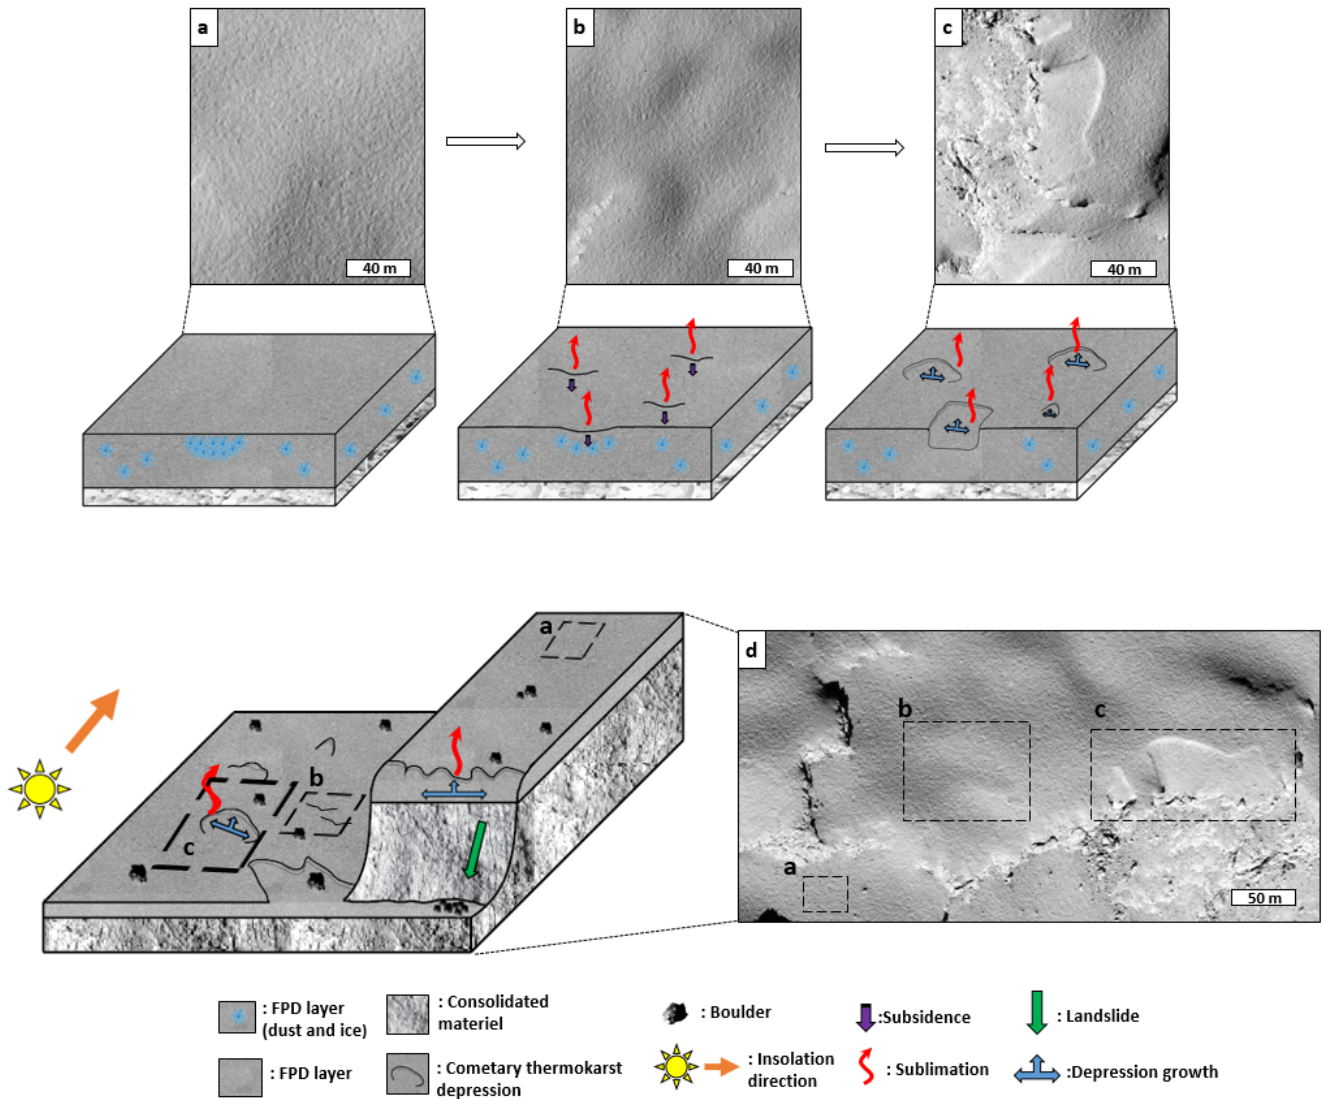 a
b
c
40 m
40 m
40 m
a
b
c
d
b
c
a
50 m
: FPD layer
(dust and ice)
: Consolidated
materiel
: Boulder
:Subsidence
: Landslide
: FPD layer
: Cometary thermokarst
depression
: Insolation
direction
: Sublimation
:Depression growth